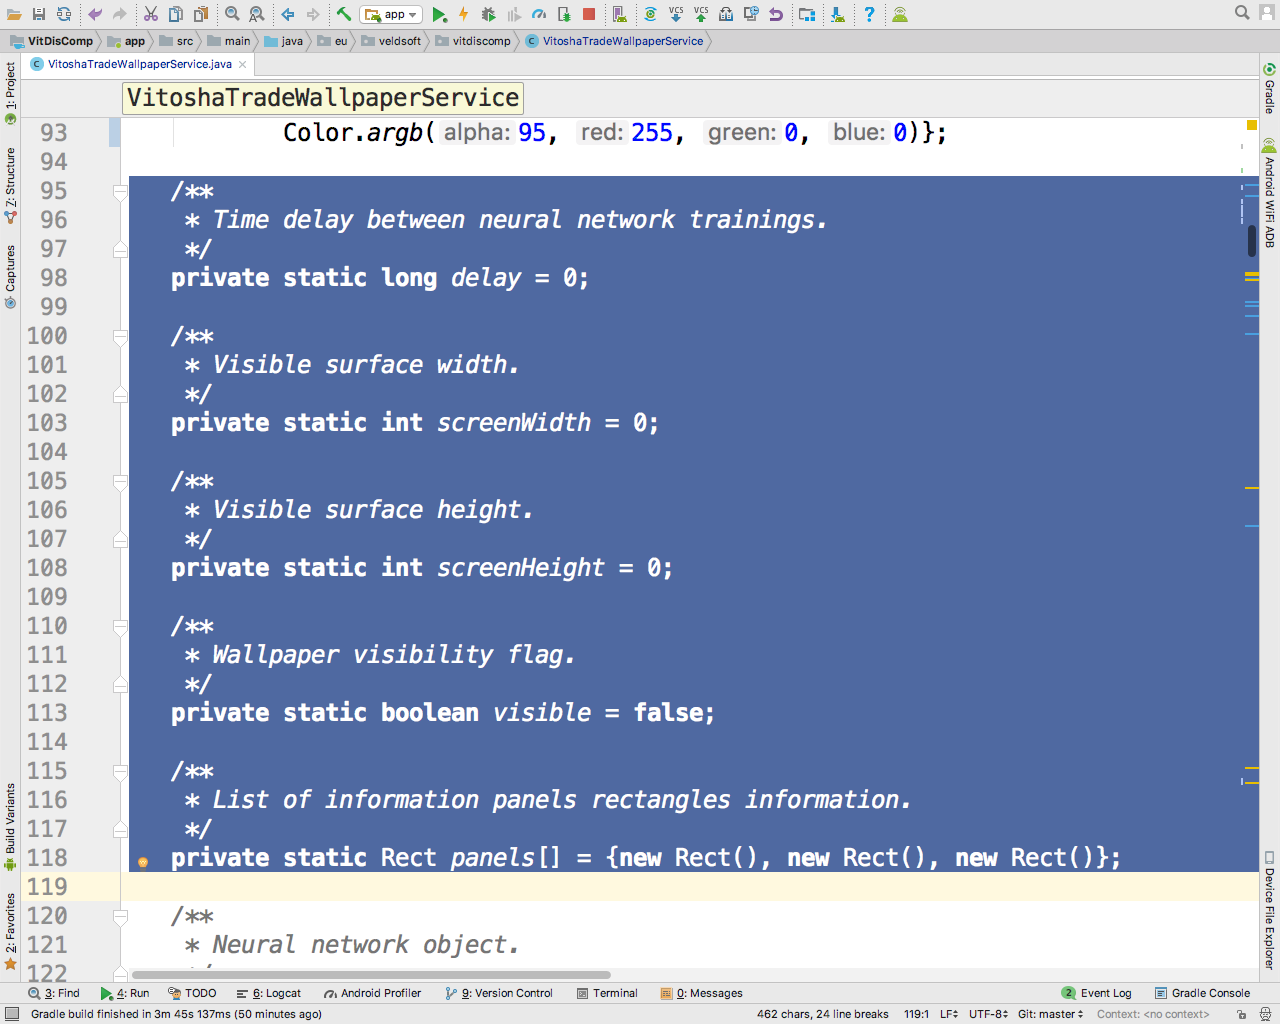 app
VCS VCS
VitDisComp app src main java eu veldsoft vitdiscomp VitoshaTradeWallpaperService
VitoshaTradeWallpaperService.java
VitoshaTradeWallpaperService
93 Color.argb( alpha: 95, red: 255, green: 0, blue: 0)};
94
95 /**
96 * Time delay between neural network trainings.
97 */
98 private static long delay = 0;
99
100 /**
101 * Visible surface width.
102 */
103 private static int screenWidth = 0;
104
105 /**
106 * Visible surface height.
107 */
108 private static int screenHeight = 0;
109
110 /**
111 * Wallpaper visibility flag.
112 */
113 private static boolean visible = false;
114
115 /**
116 * List of information panels rectangles information.
117 */
118 private static Rect panels[] = {new Rect(), new Rect(), new Rect()};
119
120 /**
121 * Neural network object.
122 */
1: Project
7: Structure
Captures
Build Variants
2: Favorites
Gradle
Android WiFi ADB
Device File Explorer
3: Find 4: Run TODO 6: Logcat Android Profiler 9: Version Control Terminal 0: Messages 2 Event Log Gradle Console
Gradle build finished in 3m 45s 137ms (50 minutes ago) 462 chars, 24 line breaks 119:1 LF UTF-8 Git: master Context: <no context>